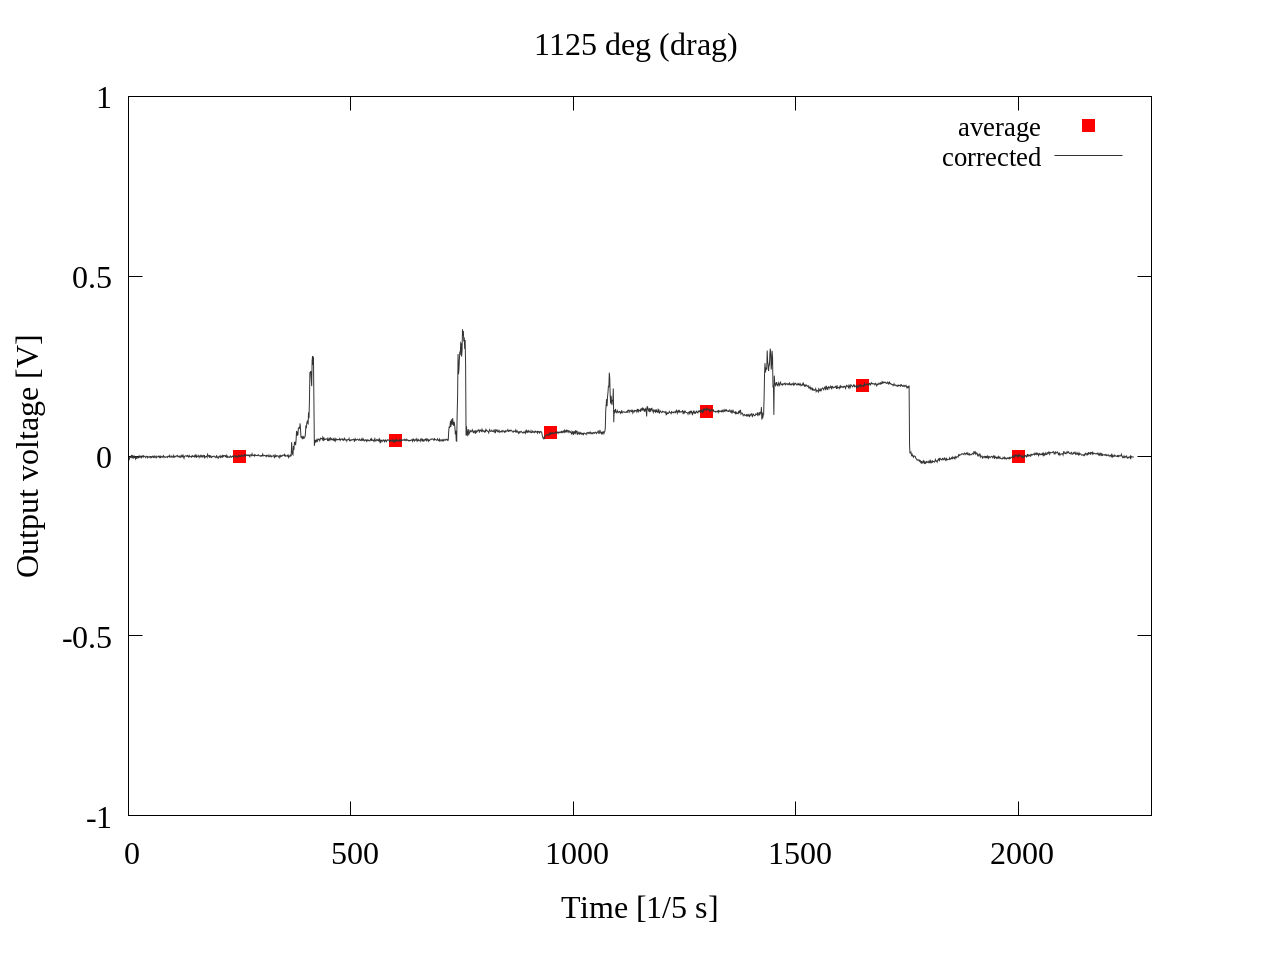 1125 deg (drag)
average
corrected
1
0.5
0
-0.5
-1
Output voltage [V]
0 500 1000 1500 2000
Time [1/5 s]